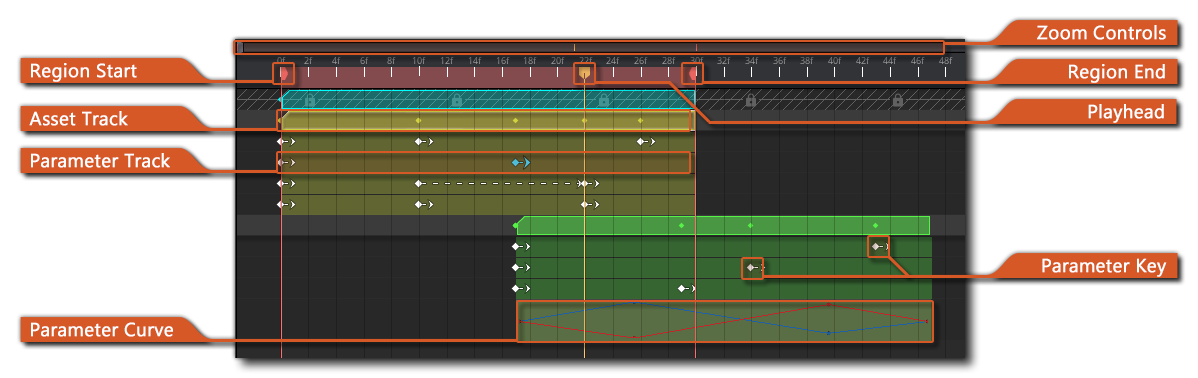 Zoom Controls
0f 2f 4f 6f 8f 10f 12f 14f 16f 18f 20f 22f 24f 26f 28f 30f 32f 34f 36f 38f 40f 42f 44f 46f 48f
Region Start
Region End
Asset Track
Playhead
Parameter Track
Parameter Key
Parameter Curve